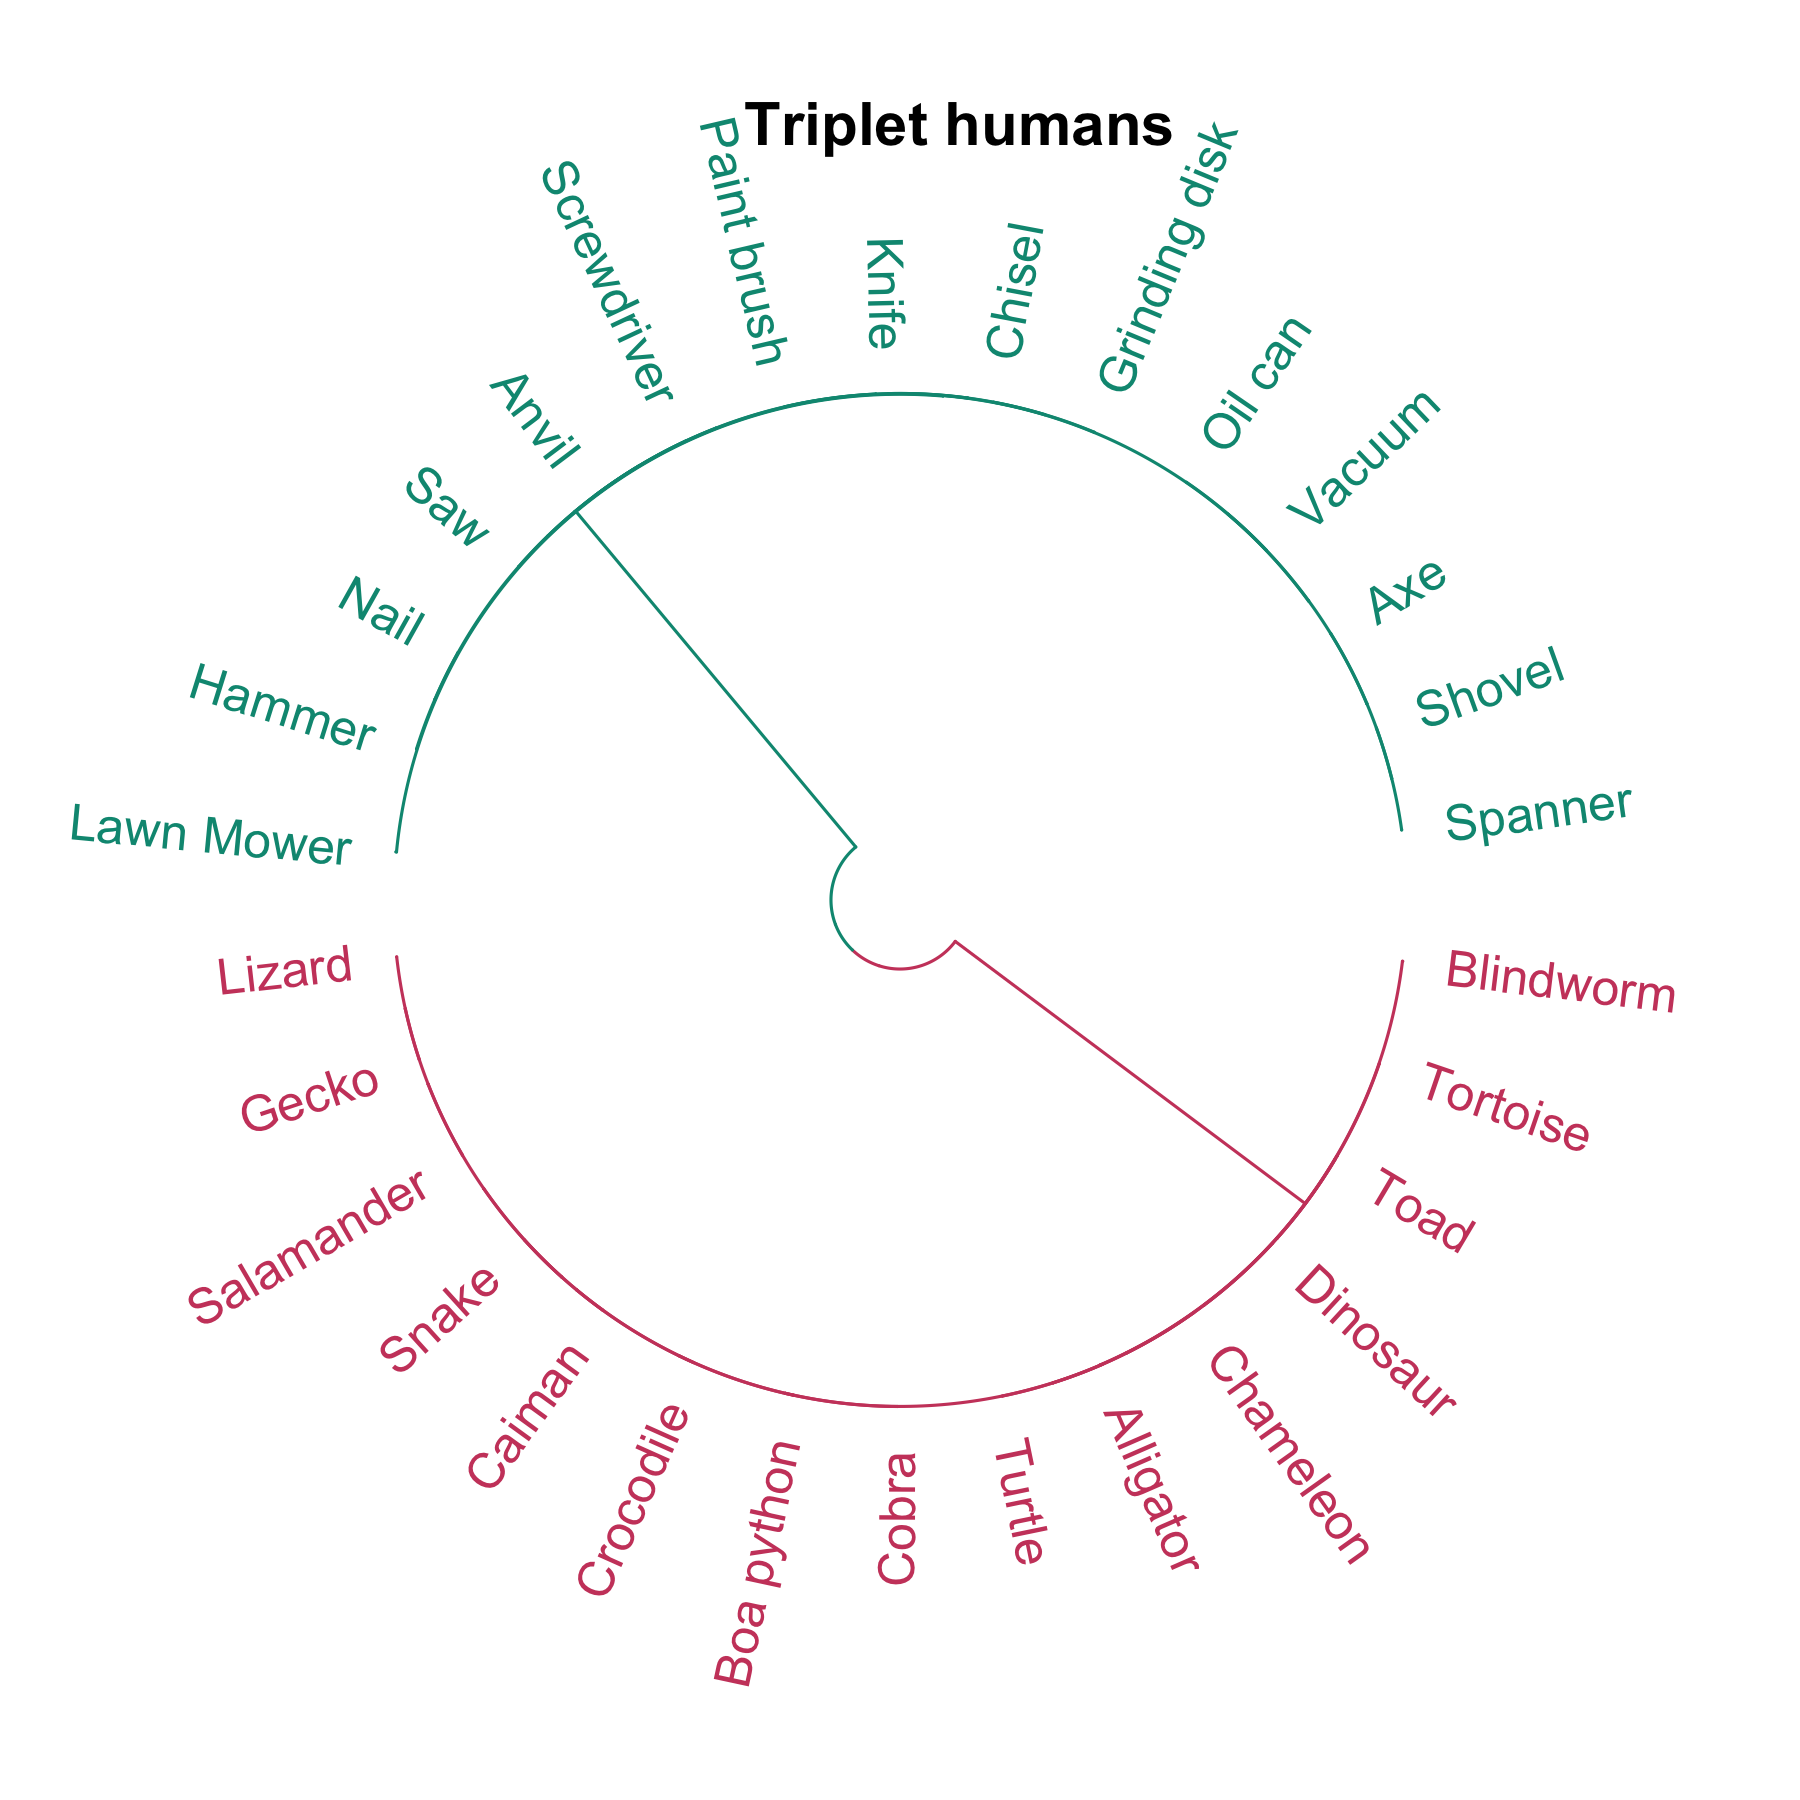 Triplet humans
Paint brush
Knife
Chisel
Grinding disk
Oil can
Vacuum
Axe
Shovel
Spanner
Blindworm
Tortoise
Toad
Dinosaur
Chameleon
Alligator
Turtle
Cobra
Boa python
Crocodile
Caiman
Snake
Salamander
Gecko
Lizard
Lawn Mower
Hammer
Nail
Saw
Anvil
Screwdriver